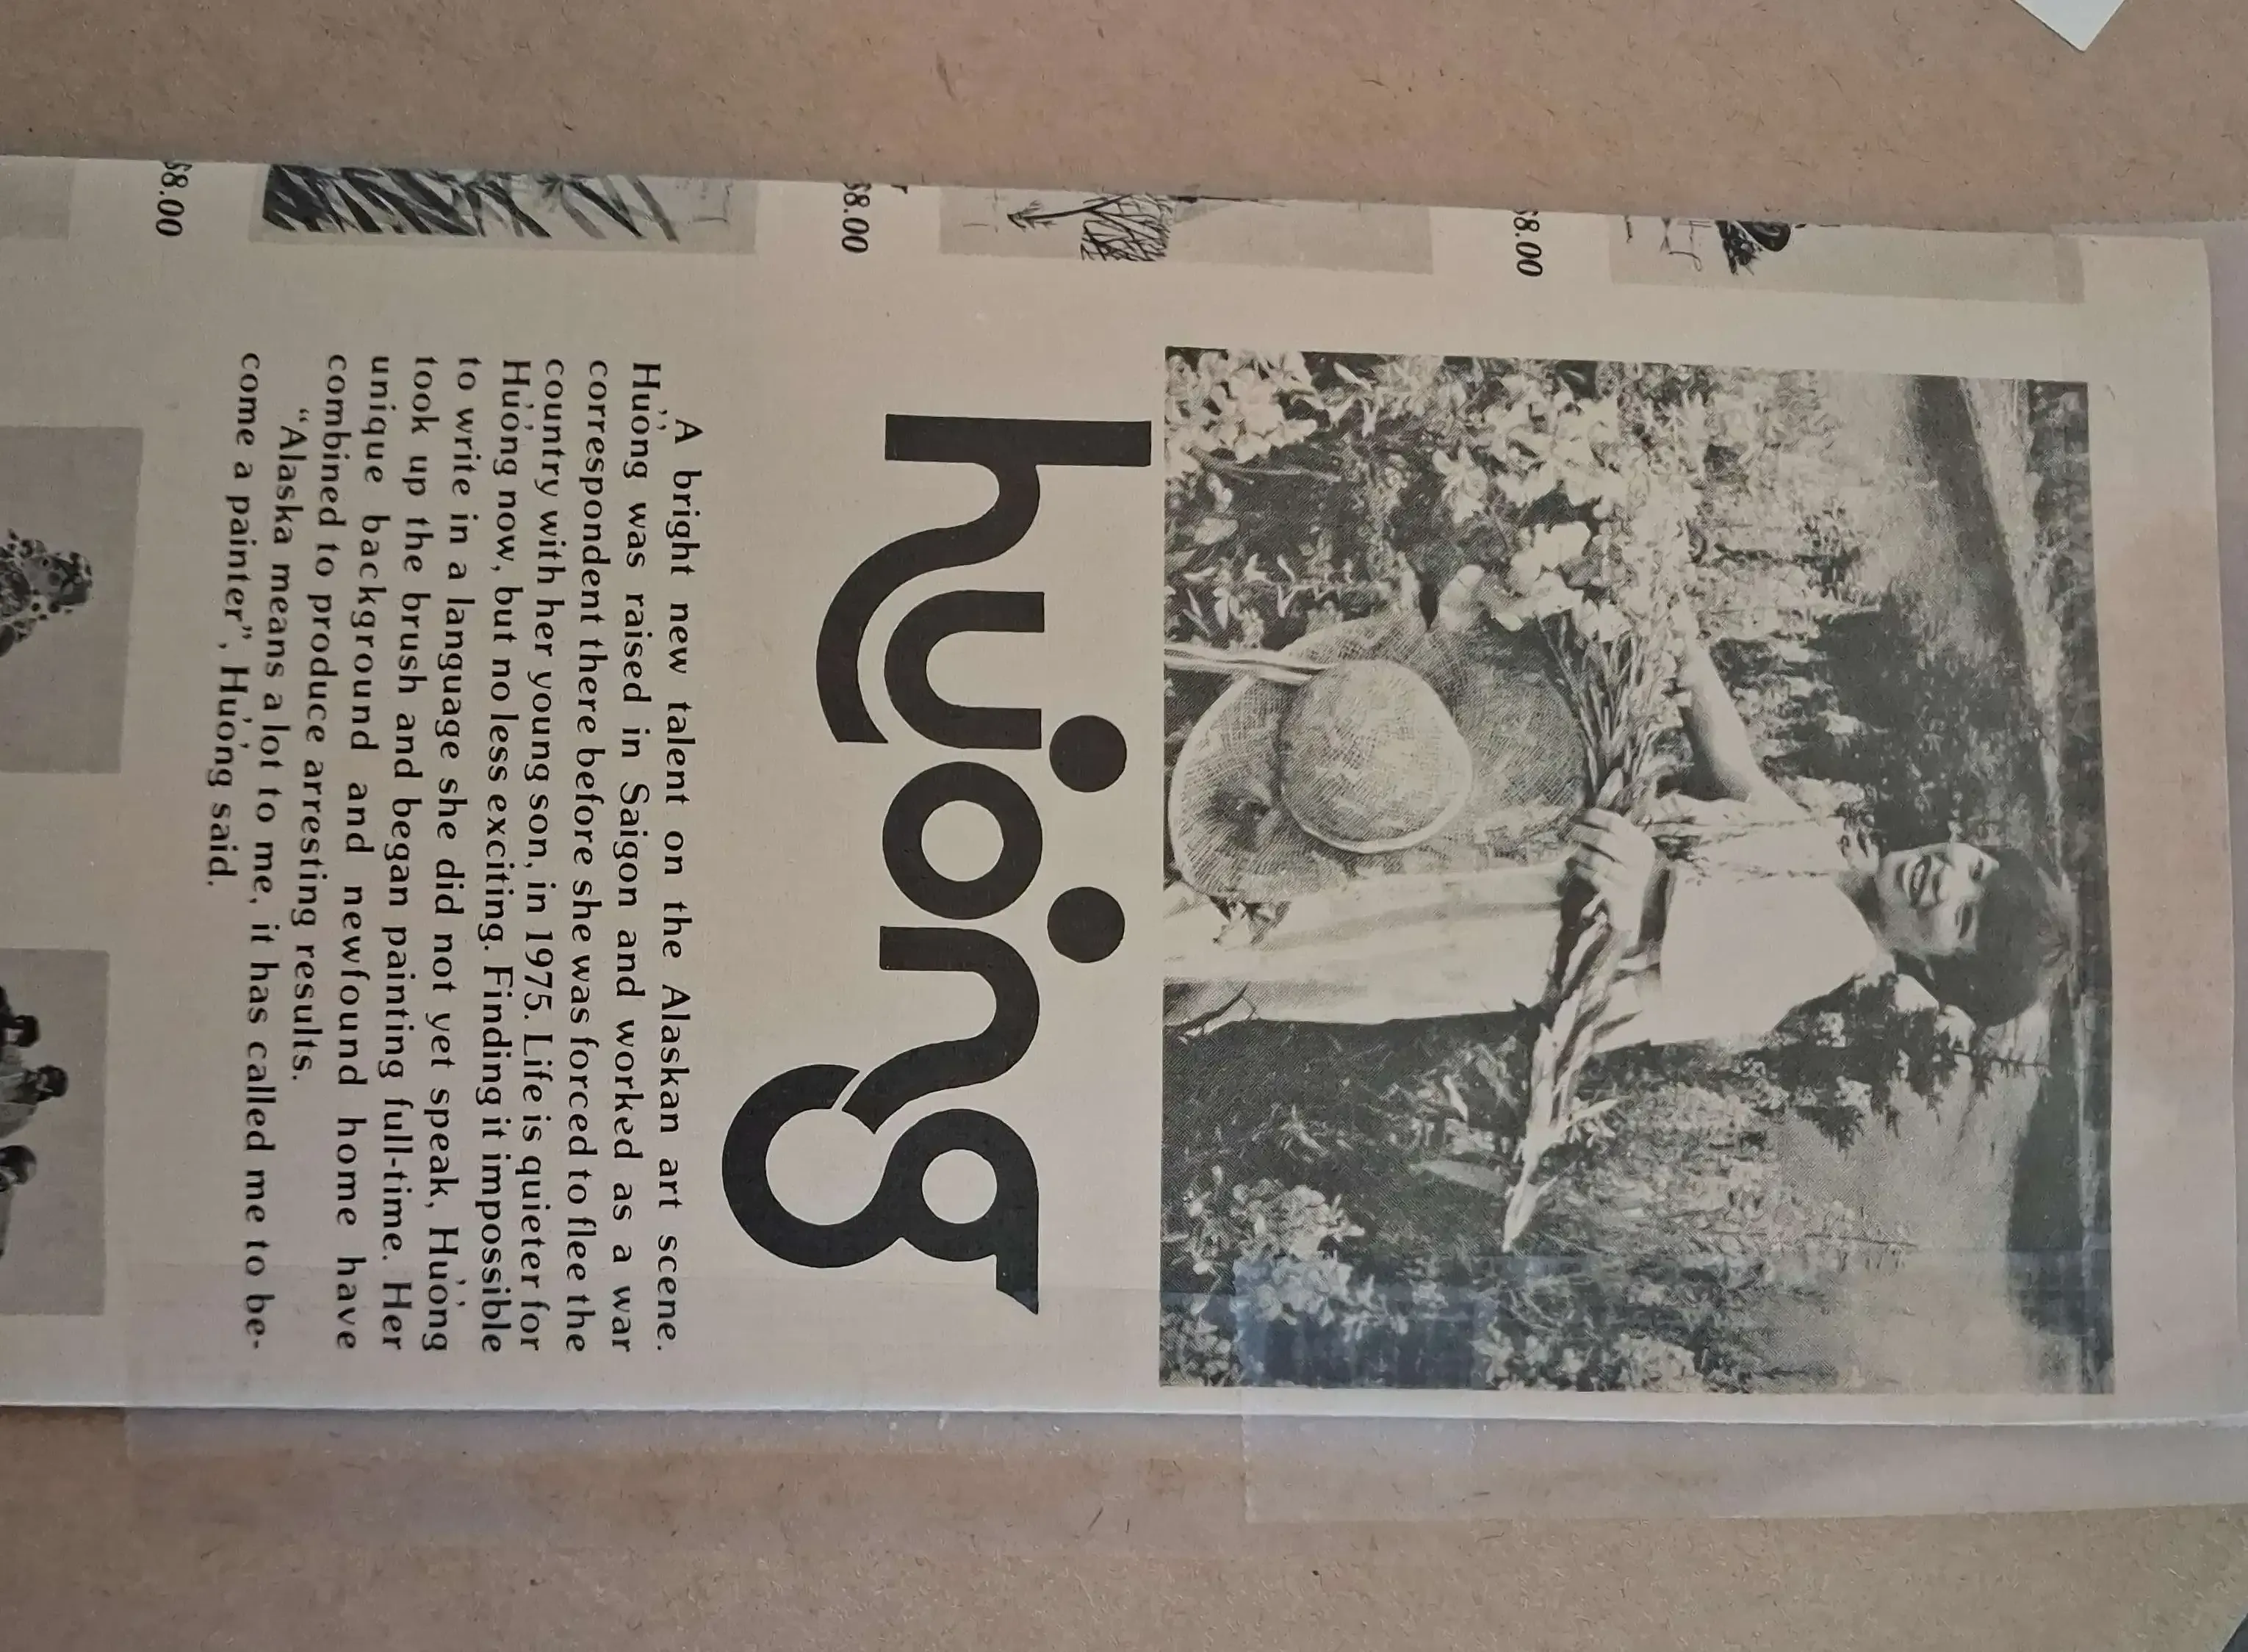 hương
A bright new talent on the Alaskan art scene.
Hương was raised in Saigon and worked as a war
correspondent there before she was forced to flee the
country with her young son, in 1975. Life is quieter for
Hương now, but no less exciting. Finding it impossible
to write in a language she did not yet speak, Hương
took up the brush and began painting full-time. Her
unique background and newfound home have
combined to produce arresting results.
“Alaska means a lot to me, it has called me to be-
come a painter”, Hương said.
$8.00
$8.00
$8.00